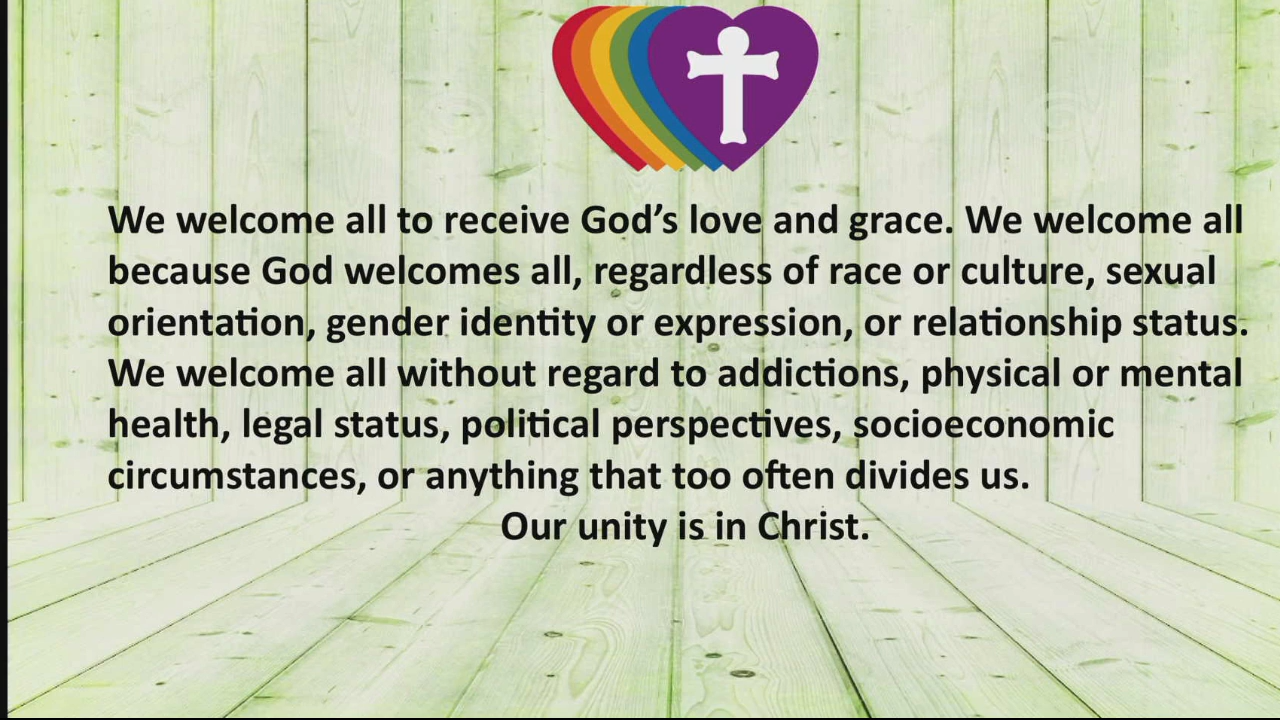 We welcome all to receive God’s love and grace. We welcome all
because God welcomes all, regardless of race or culture, sexual
orientation, gender identity or expression, or relationship status.
We welcome all without regard to addictions, physical or mental
health, legal status, political perspectives, socioeconomic
circumstances, or anything that too often divides us.
Our unity is in Christ.